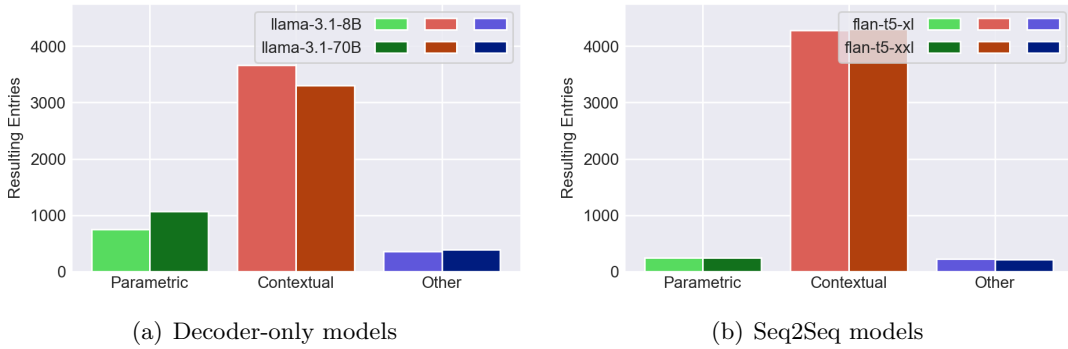 llama-3.1-8B
llama-3.1-70B
4000
3000
2000
1000
0
Resulting Entries
Parametric Contextual Other
(a) Decoder-only models
flan-t5-xl
flan-t5-xxl
4000
3000
2000
1000
0
Resulting Entries
Parametric Contextual Other
(b) Seq2Seq models